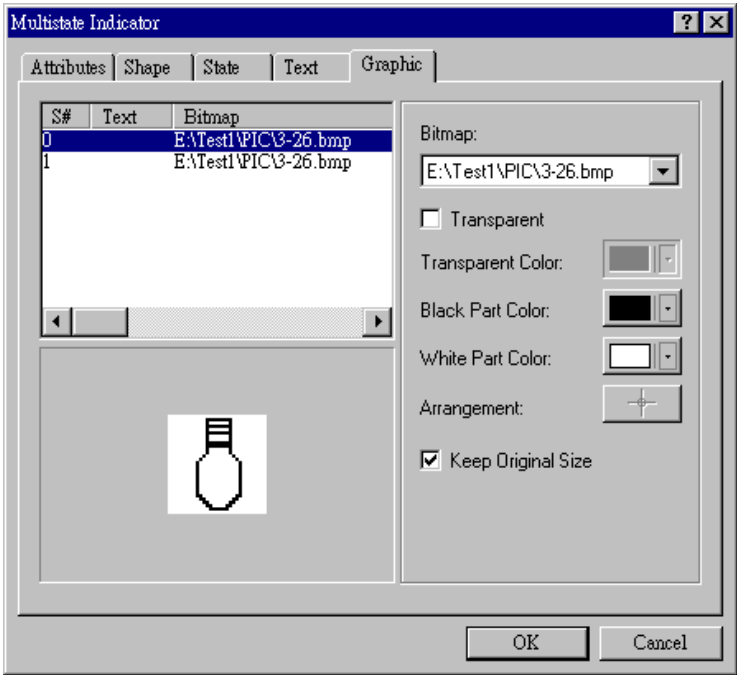 Multistate Indicator
Attributes Shape State Text Graphic
S# Text Bitmap
0 E:\Test1\PIC\3-26.bmp
1 E:\Test1\PIC\3-26.bmp
Bitmap:
E:\Test1\PIC\3-26.bmp
Transparent
Transparent Color:
Black Part Color:
White Part Color:
Arrangement:
Keep Original Size
OK Cancel